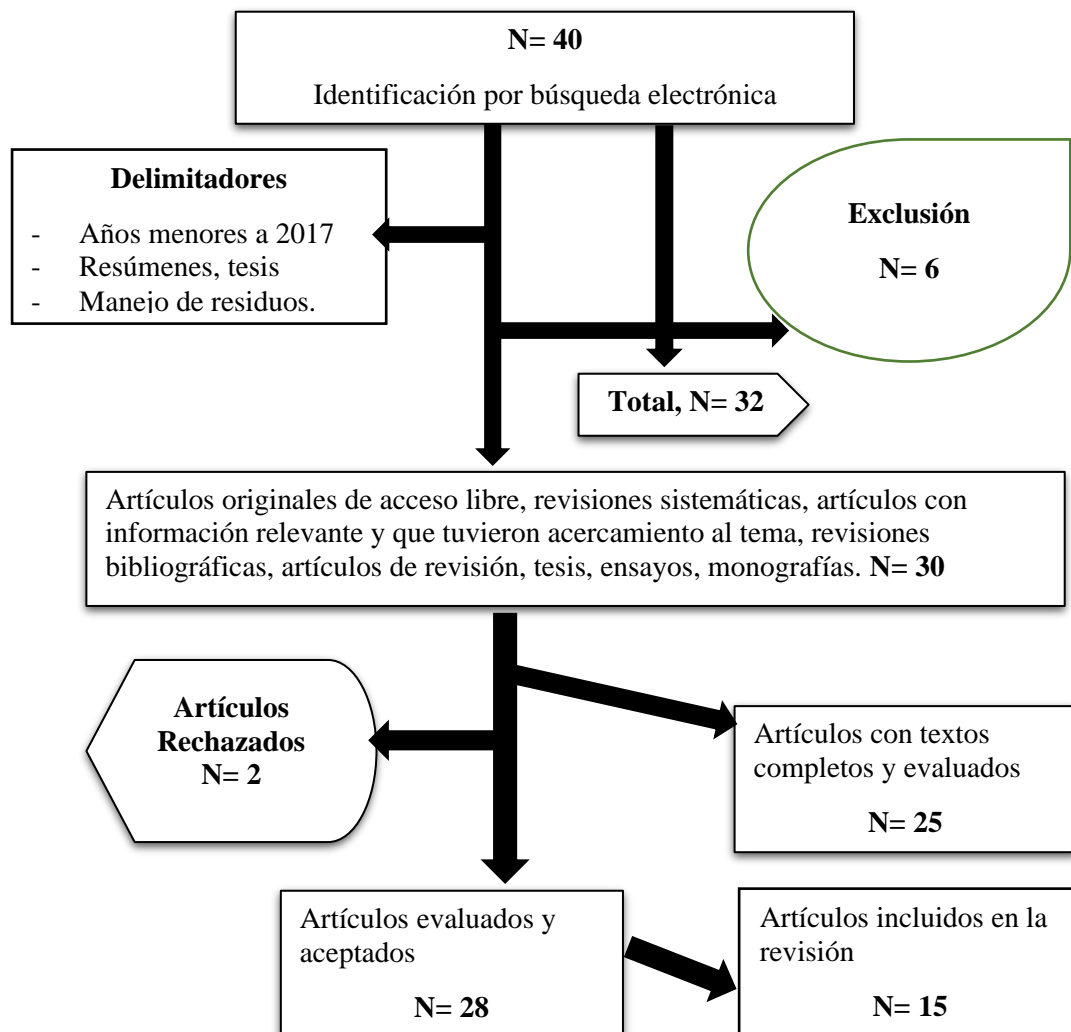 N= 40
Identificación por búsqueda electrónica
Delimitadores
- Años menores a 2017
- Resúmenes, tesis
- Manejo de residuos.
Exclusión
N= 6
Total, N= 32
Artículos originales de acceso libre, revisiones sistemáticas, artículos con
información relevante y que tuvieron acercamiento al tema, revisiones
bibliográficas, artículos de revisión, tesis, ensayos, monografías. N= 30
Artículos
Rechazados
N= 2
Artículos con textos
completos y evaluados
N= 25
Artículos evaluados y
aceptados
N= 28
Artículos incluidos en la
revisión
N= 15